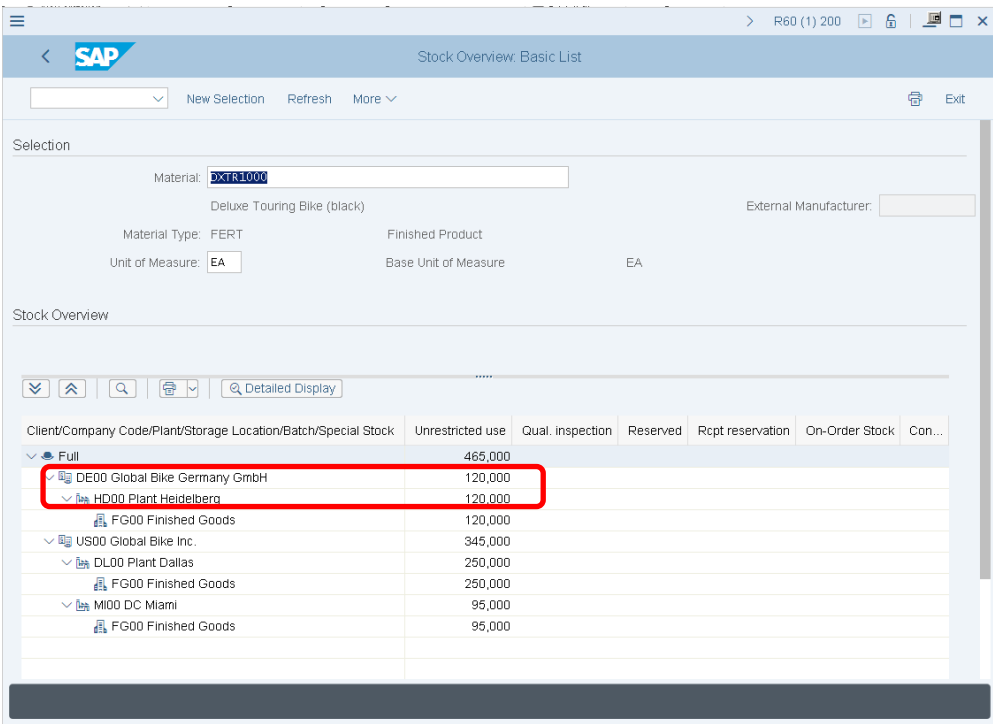 R60 (1) 200
SAP
Stock Overview: Basic List
New Selection Refresh More Exit
Selection
Material: DXTR1000
Deluxe Touring Bike (black) External Manufacturer:
Material Type: FERT Finished Product
Unit of Measure: EA Base Unit of Measure EA
Stock Overview
Detailed Display
Client/Company Code/Plant/Storage Location/Batch/Special Stock Unrestricted use Qual. inspection Reserved Rcpt reservation On-Order Stock Con...
Full 465,000
DE00 Global Bike Germany GmbH 120,000
HD00 Plant Heidelberg 120,000
FG00 Finished Goods 120,000
US00 Global Bike Inc. 345,000
DL00 Plant Dallas 250,000
FG00 Finished Goods 250,000
MI00 DC Miami 95,000
FG00 Finished Goods 95,000